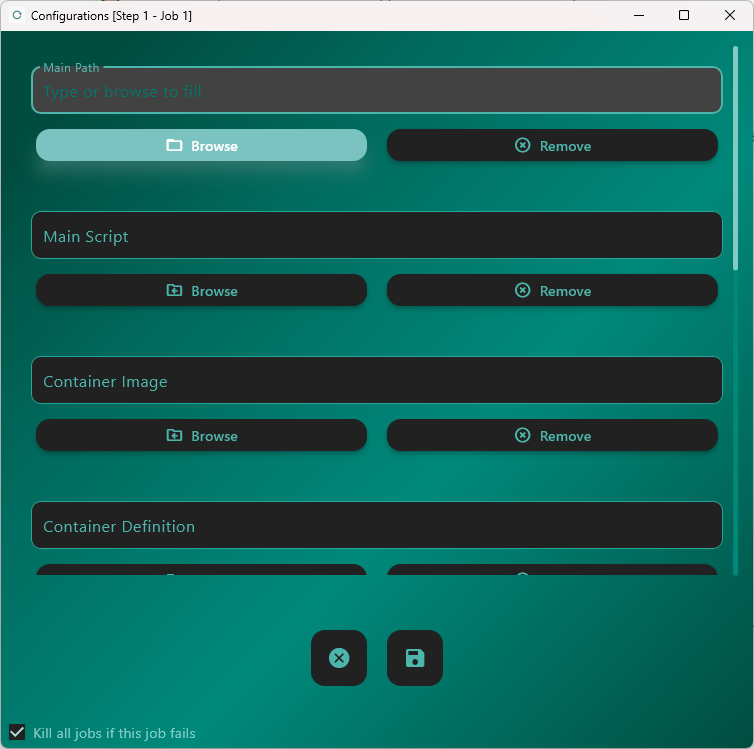 Configurations [Step 1 - Job 1]
Main Path
Type or browse to fill
Browse
Remove
Main Script
Browse
Remove
Container Image
Browse
Remove
Container Definition
Kill all jobs if this job fails